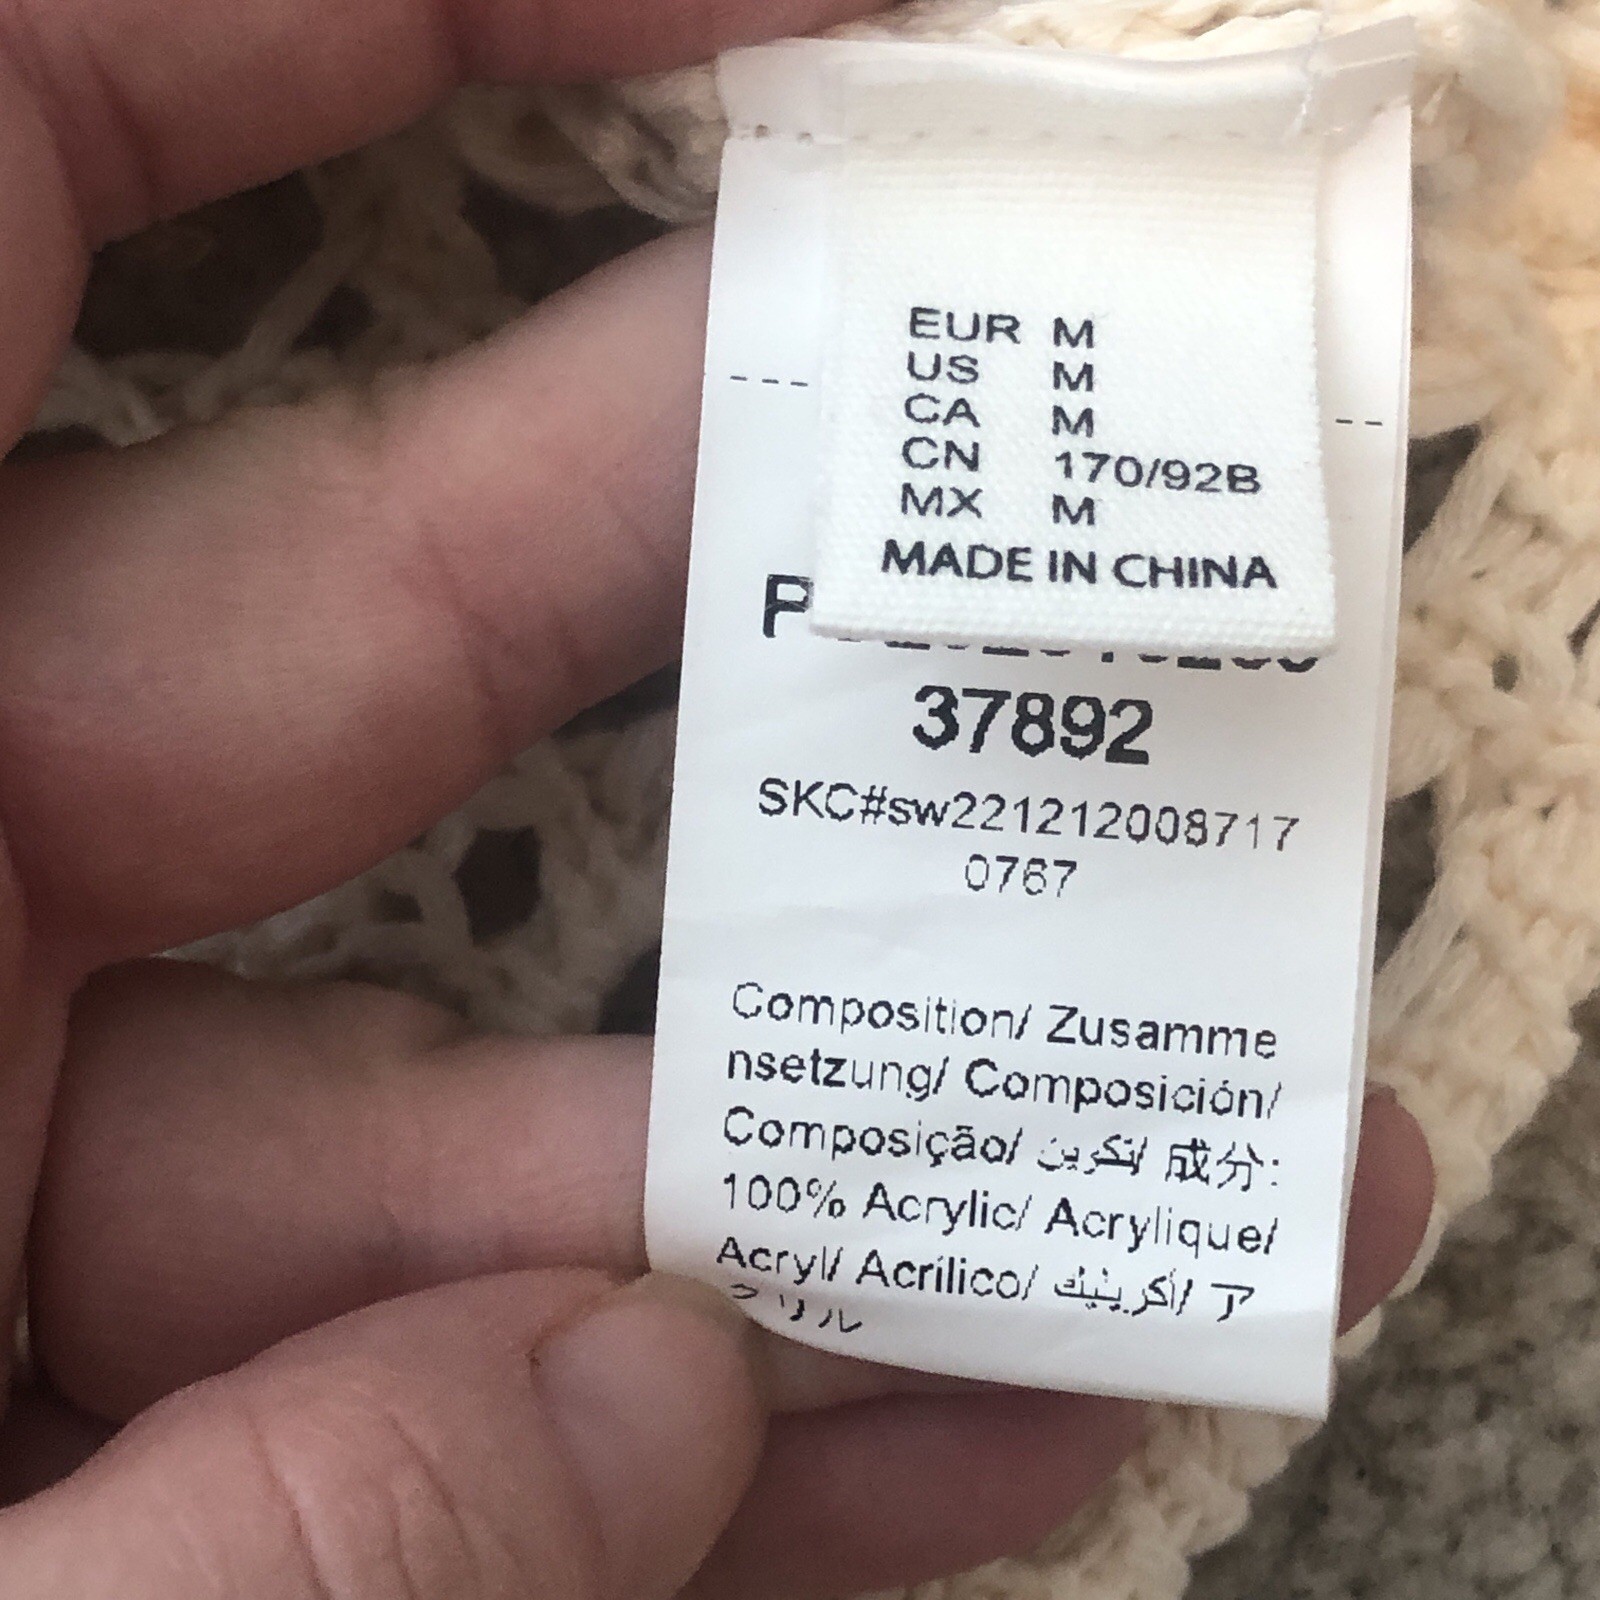 EUR M
US M
CA M
CN 170/92B
MX M
MADE IN CHINA
37892
SKC#sw221212008717
0767
Composition/ Zusamme
nsetzung/ Composición/
Composição/ تكوين/ 成分:
100% Acrylic/ Acrylique/
Acryl/ Acrílico/ أكريليك/ ア
クリル